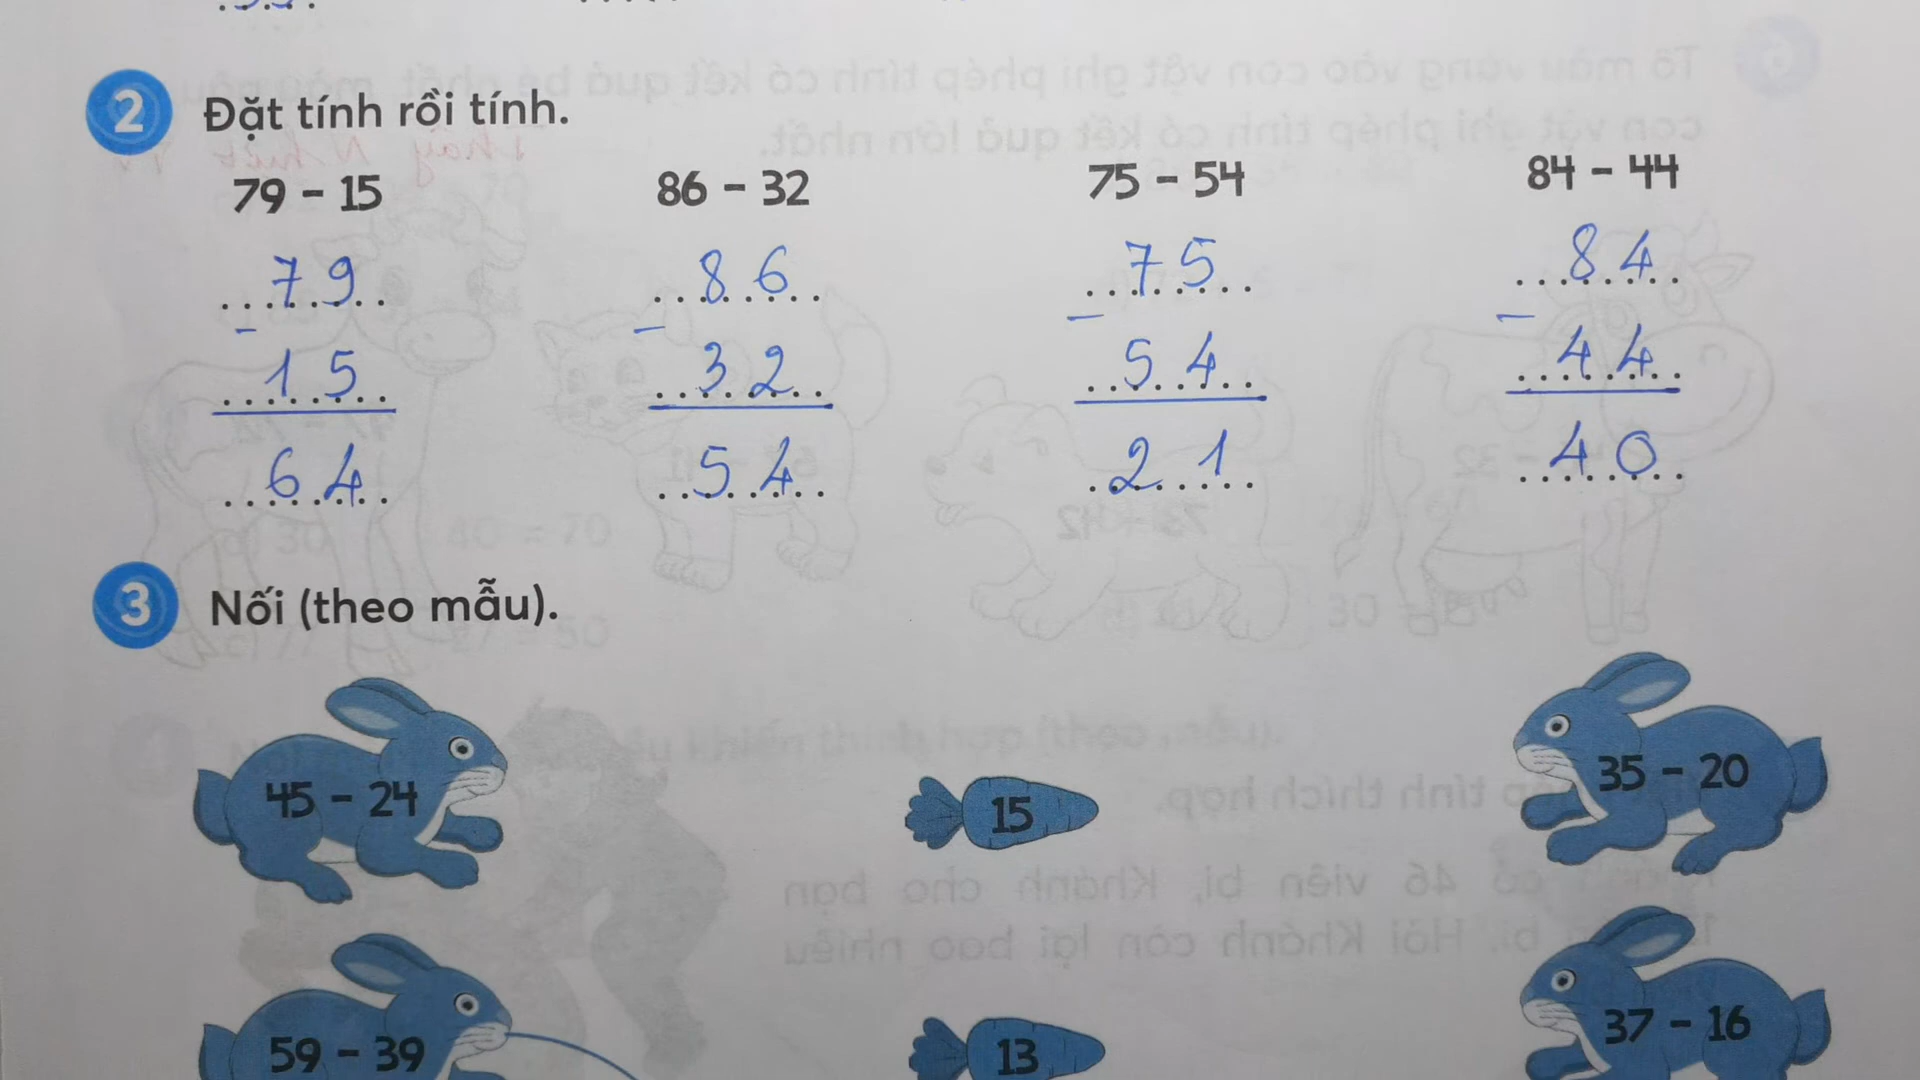 2 Đặt tính rồi tính.
79 - 15 86 - 32 75 - 54 84 - 44
79 86 75 84
- - - -
15 32 54 44
64 54 21 40
3 Nối (theo mẫu).
45 - 24 15 35 - 20
59 - 39 13 37 - 16